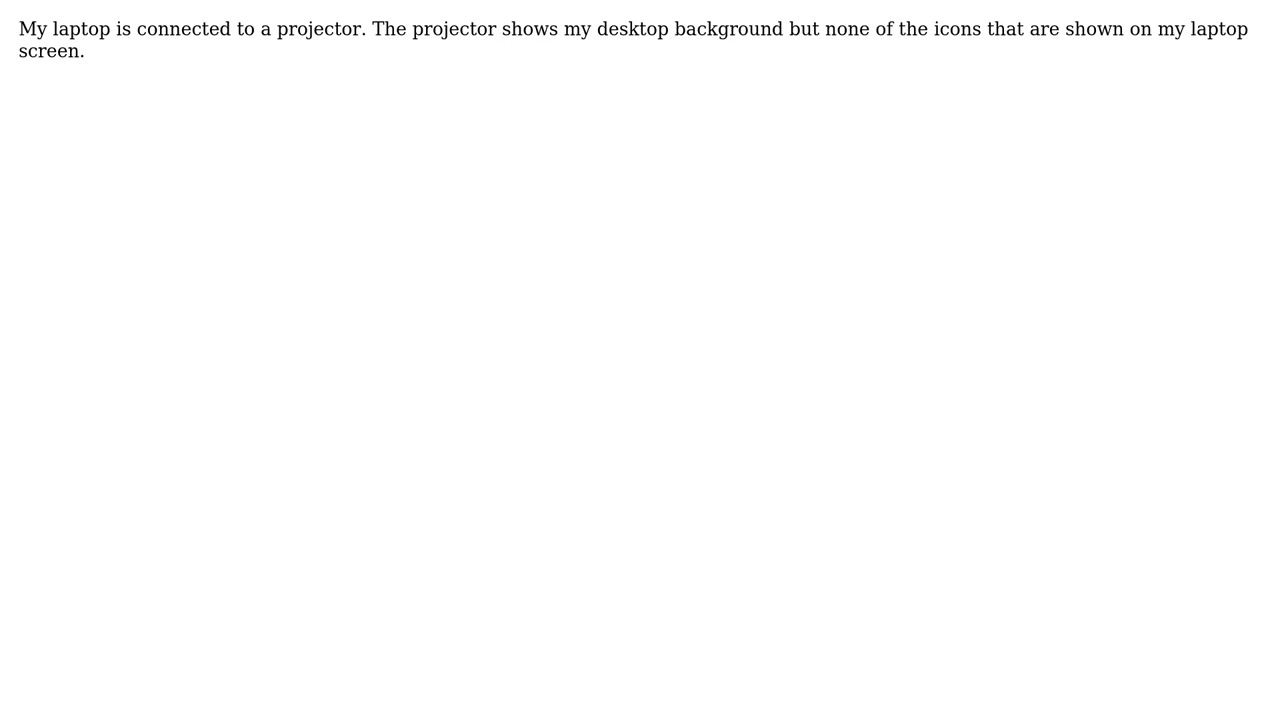 My laptop is connected to a projector. The projector shows my desktop background but none of the icons that are shown on my laptop
screen.